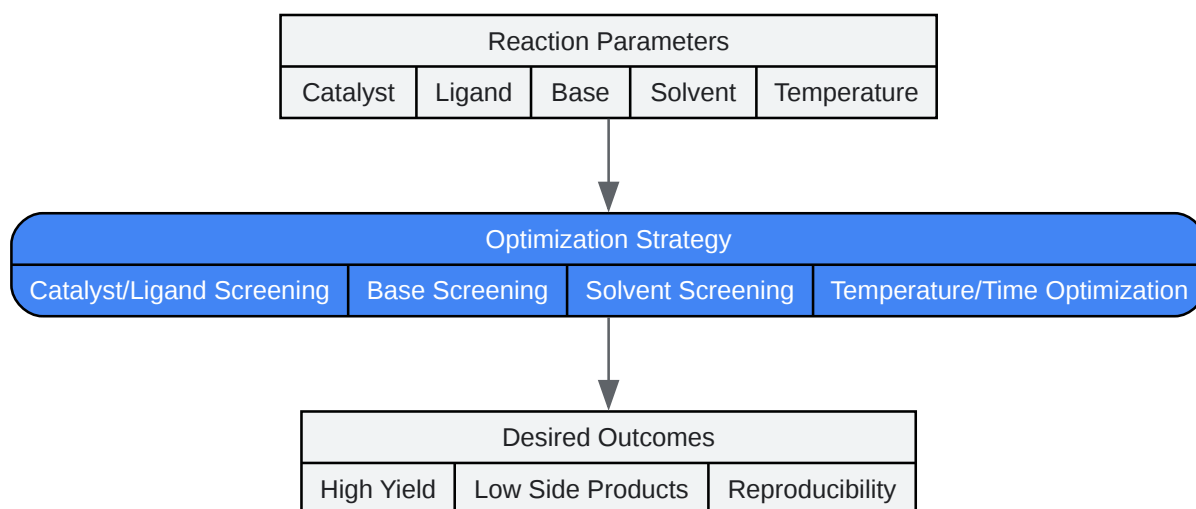 Reaction Parameters
Catalyst Ligand Base Solvent Temperature
Optimization Strategy
Catalyst/Ligand Screening Base Screening Solvent Screening Temperature/Time Optimization
Desired Outcomes
High Yield Low Side Products Reproducibility